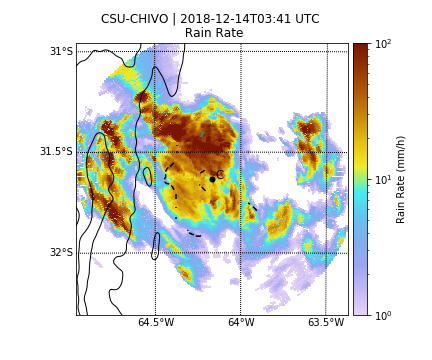 CSU-CHIVO | 2018-12-14T03:41 UTC
Rain Rate
31°S
31.5°S
32°S
64.5°W
64°W
63.5°W
C
10²
10¹
10⁰
Rain Rate (mm/h)